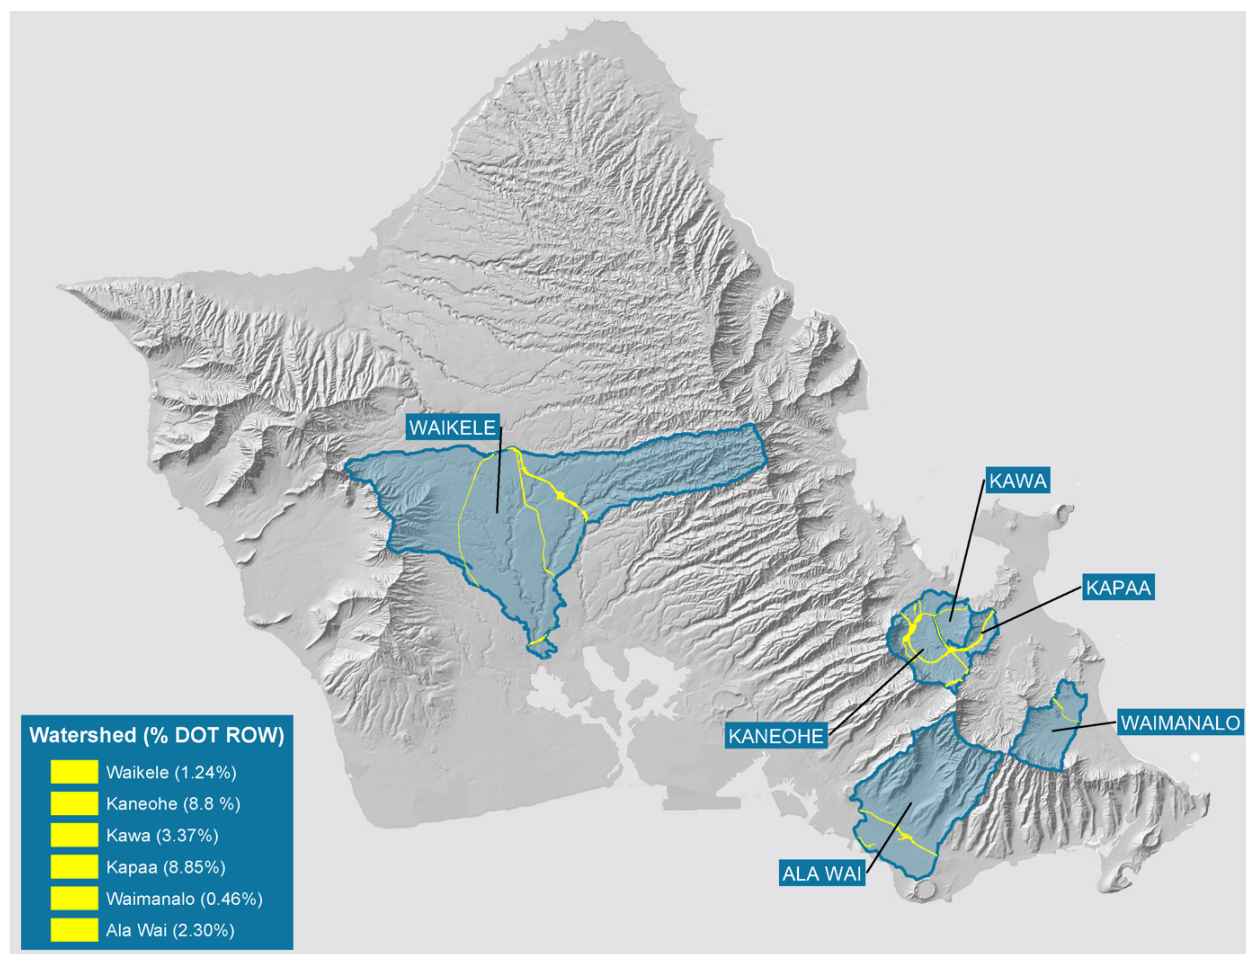 WAIKELE
KAWA
KAPAA
WAIMANALO
KANEOHE
ALA WAI
Watershed (% DOT ROW)
Waikele (1.24%)
Kaneohe (8.8 %)
Kawa (3.37%)
Kapaa (8.85%)
Waimanalo (0.46%)
Ala Wai (2.30%)